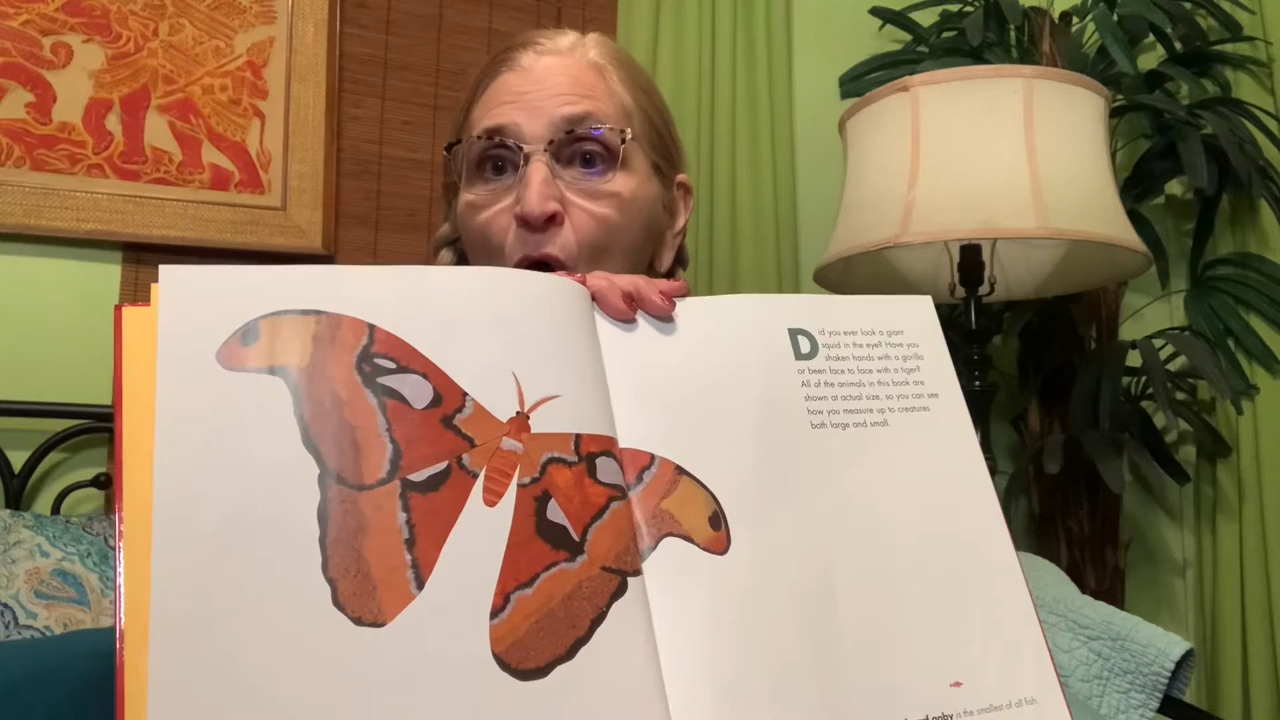 Did you ever look a giant
squid in the eye? Have you
shaken hands with a gorilla
or been face to face with a tiger?
All of the animals in this book are
shown at actual size, so you can see
how you measure up to creatures
both large and small.
goby is the smallest of all fish.